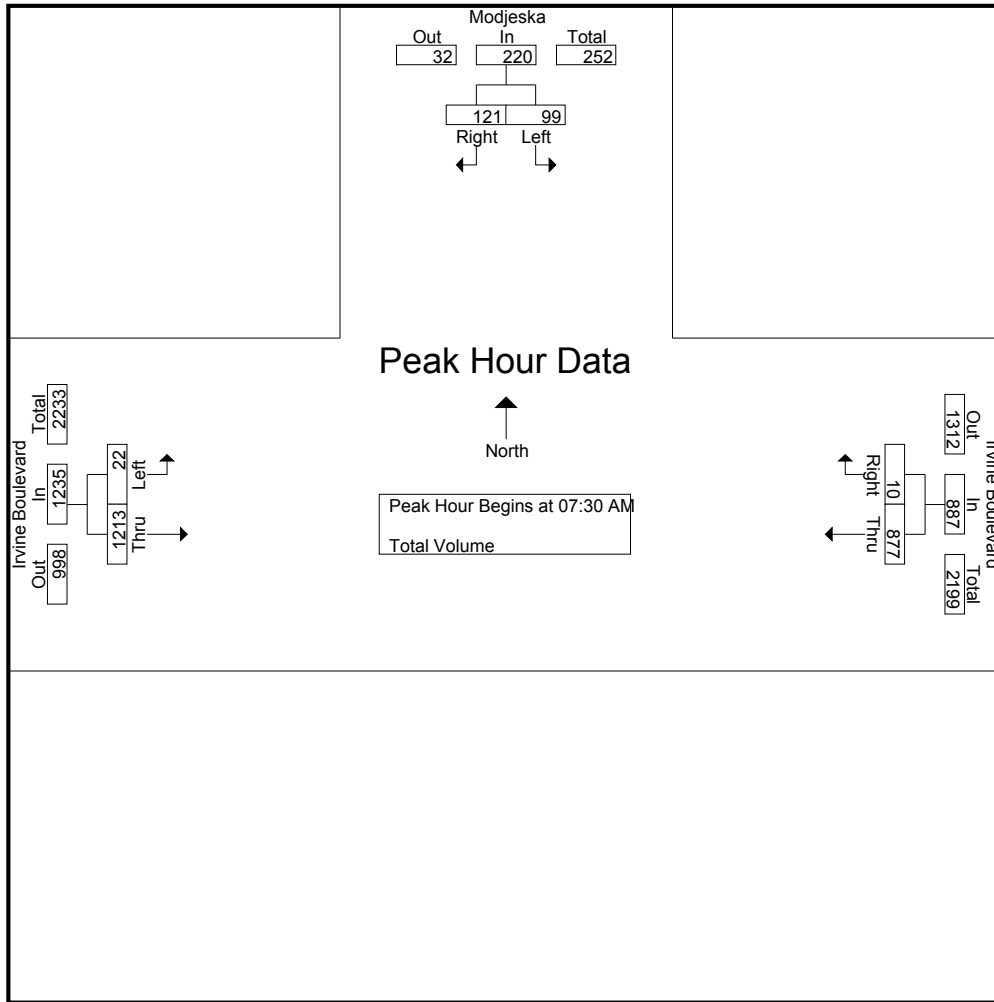 Modjeska
Out In Total
32 220 252
121 99
Right Left
Peak Hour Data
North
Peak Hour Begins at 07:30 AM
Total Volume
Irvine Boulevard
Out In Total
998 1235 2233
22
Left
1213
Thru
Irvine Boulevard
Out In Total
1312 887 2199
10
Right
877
Thru